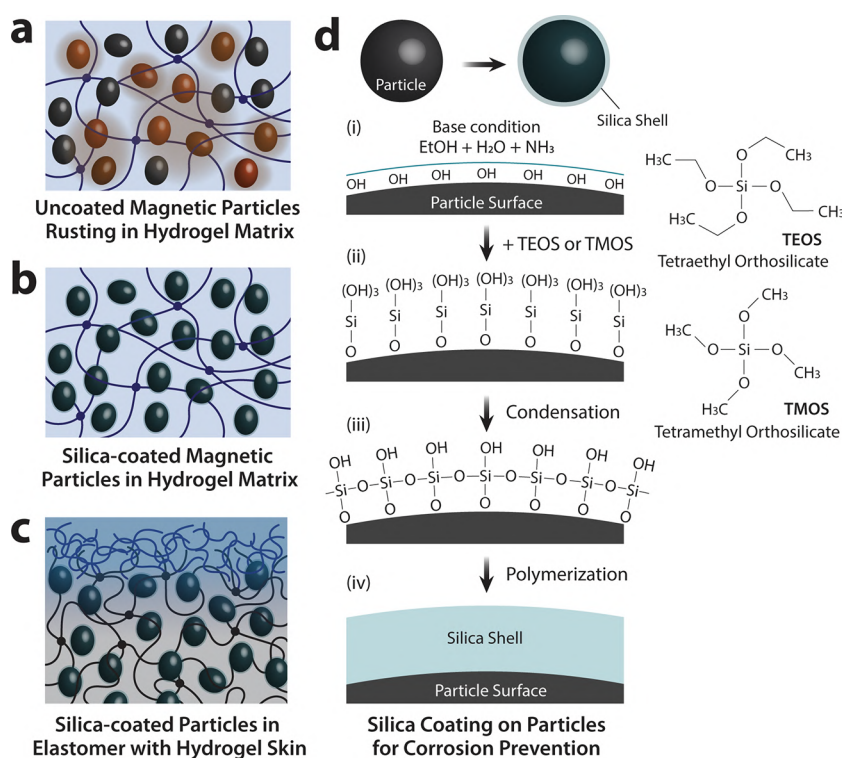 a
Uncoated Magnetic Particles
Rusting in Hydrogel Matrix
b
Silica-coated Magnetic
Particles in Hydrogel Matrix
c
Silica-coated Particles in
Elastomer with Hydrogel Skin
d
Particle
Silica Shell
(i)
Base condition
EtOH + H₂O + NH₃
OH OH OH OH OH OH OH
Particle Surface
+ TEOS or TMOS
(ii)
(OH)₃ (OH)₃ (OH)₃ (OH)₃ (OH)₃ (OH)₃ (OH)₃
Si Si Si Si Si Si Si
O O O O O O O
Condensation
(iii)
OH OH OH OH OH OH OH
Si O Si O Si O Si O Si O Si O Si
O O O O O O O
Polymerization
(iv)
Silica Shell
Particle Surface
Silica Coating on Particles
for Corrosion Prevention
H₃C O CH₃
O Si O
H₃C O CH₃
TEOS
Tetraethyl Orthosilicate
CH₃
H₃C O
O Si O
O CH₃
H₃C
TMOS
Tetramethyl Orthosilicate